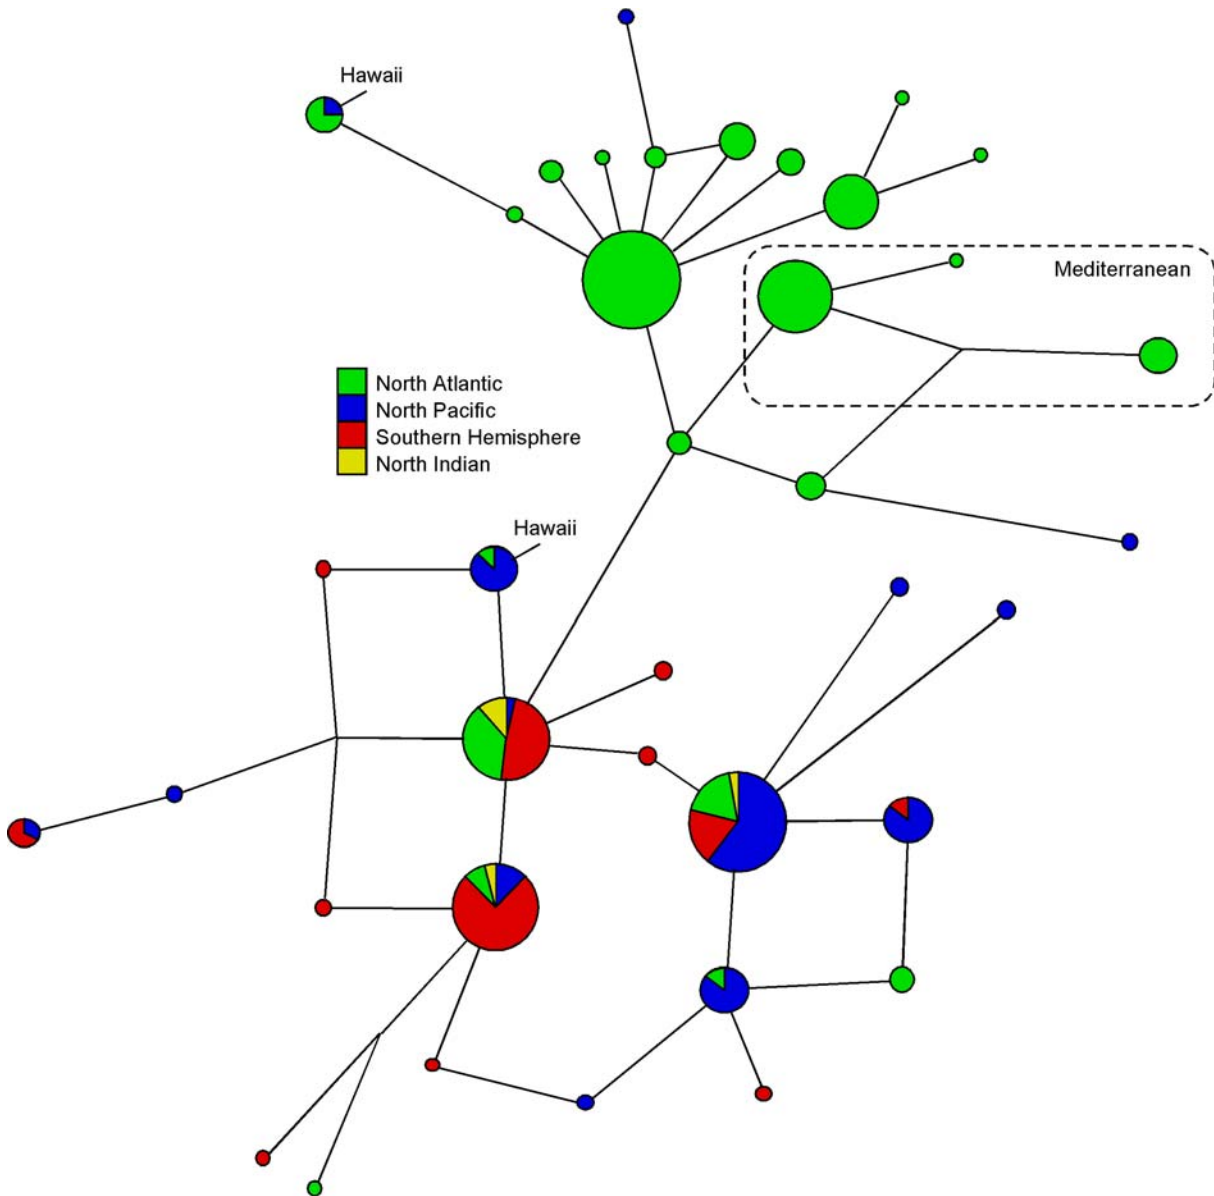 Hawaii
Mediterranean
North Atlantic
North Pacific
Southern Hemisphere
North Indian
Hawaii